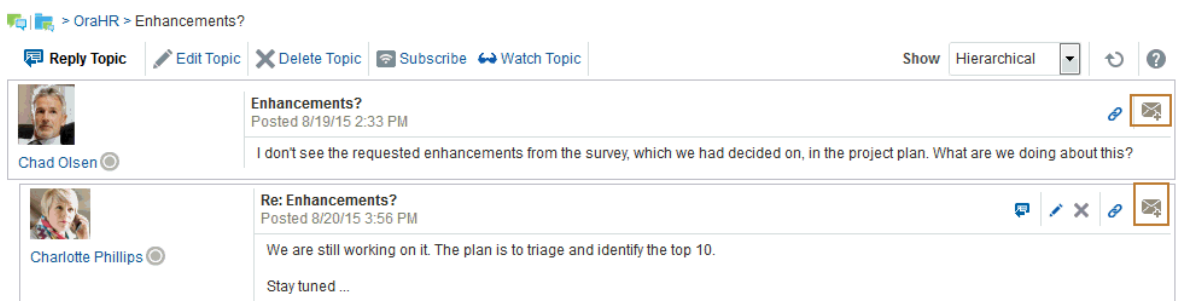 > OraHR > Enhancements?
Reply Topic Edit Topic Delete Topic Subscribe Watch Topic Show Hierarchical
Enhancements?
Posted 8/19/15 2:33 PM
I don't see the requested enhancements from the survey, which we had decided on, in the project plan. What are we doing about this?
Chad Olsen
Re: Enhancements?
Posted 8/20/15 3:56 PM
We are still working on it. The plan is to triage and identify the top 10.
Charlotte Phillips
Stay tuned ...